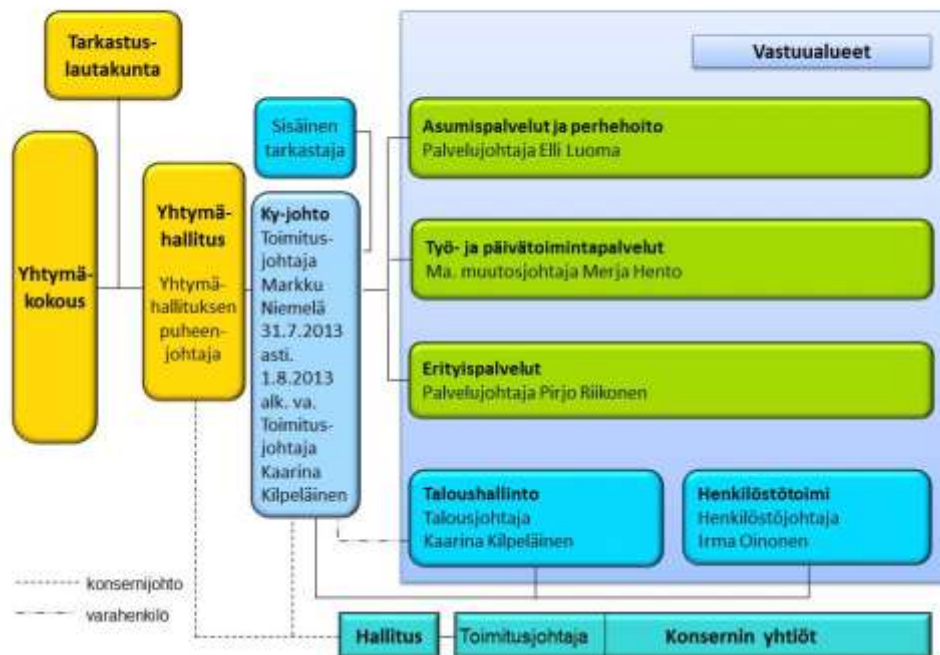 Tarkastus-
lautakunta
Yhtymä-
kokous
Yhtymä-
hallitus
Yhtymä-
hallituksen
puheen-
johtaja
Sisäinen
tarkastaja
Ky-johto
Toimitus-
johtaja
Markku
Niemelä
31.7.2013
asti.
1.8.2013
alk. va.
Toimitus-
johtaja
Kaarina
Kilpeläinen
Vastuualueet
Asumispalvelut ja perhehoito
Palvelujohtaja Elli Luoma
Työ- ja päivätoimintapalvelut
Ma. muutosjohtaja Merja Hento
Erityispalvelut
Palvelujohtaja Pirjo Riikonen
Taloushallinto
Talousjohtaja
Kaarina Kilpeläinen
Henkilöstötoimi
Henkilöstöjohtaja
Irma Oinonen
konsernijohto
varahenkilö
Hallitus
Toimitusjohtaja
Konsernin yhtiöt